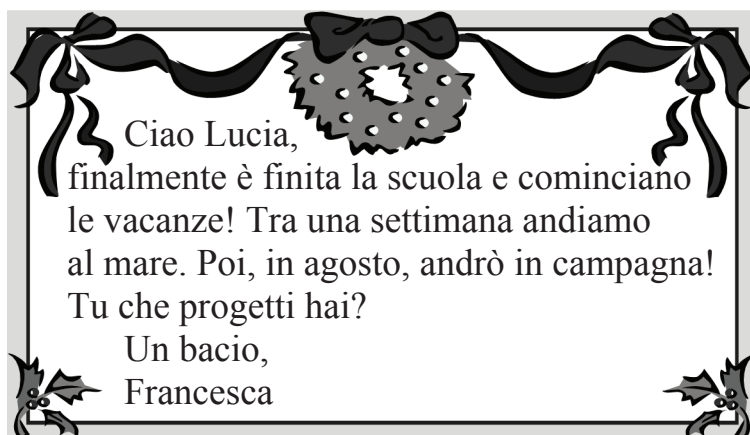 Ciao Lucia,
finalmente è finita la scuola e cominciano
le vacanze! Tra una settimana andiamo
al mare. Poi, in agosto, andrò in campagna!
Tu che progetti hai?
Un bacio,
Francesca